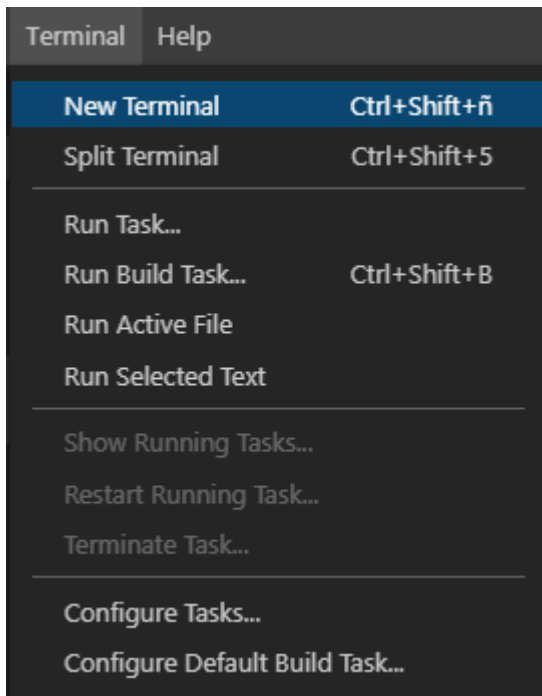 Terminal Help
New Terminal Ctrl+Shift+ñ
Split Terminal Ctrl+Shift+5
Run Task...
Run Build Task... Ctrl+Shift+B
Run Active File
Run Selected Text
Show Running Tasks...
Restart Running Task...
Terminate Task...
Configure Tasks...
Configure Default Build Task...